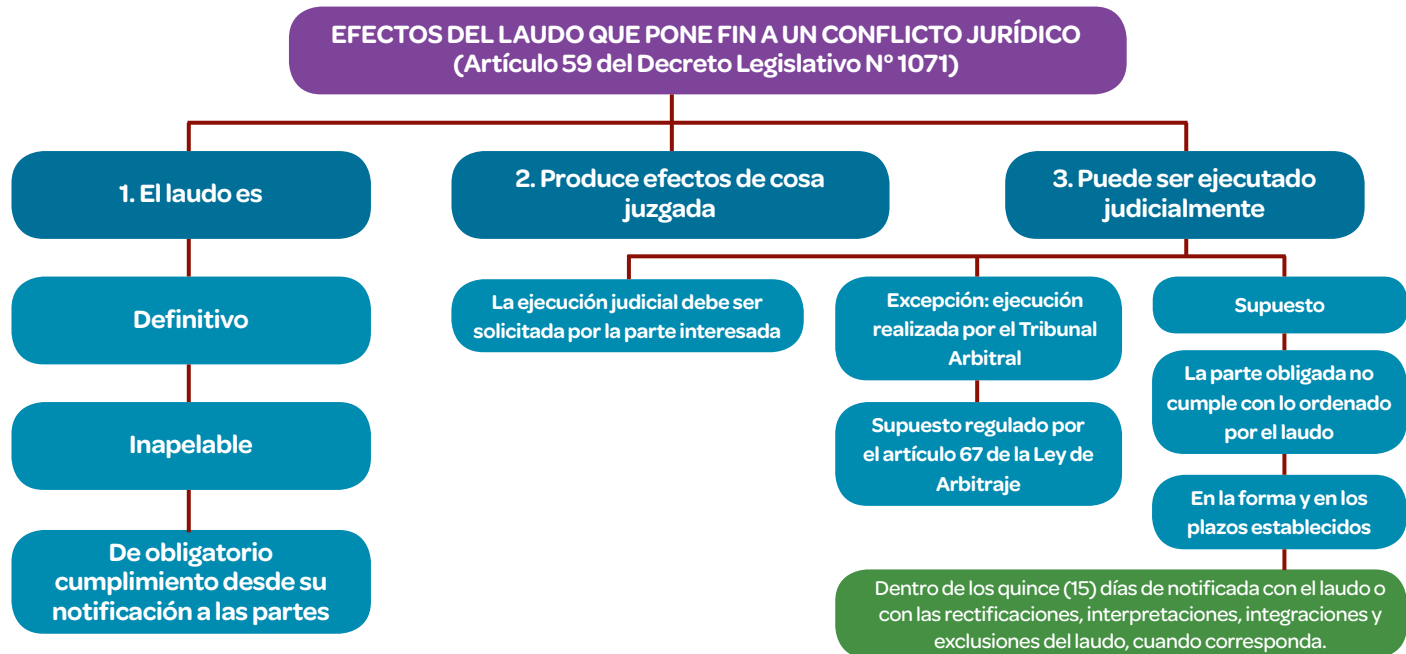 EFECTOS DEL LAUDO QUE PONE FIN A UN CONFLICTO JURÍDICO
(Artículo 59 del Decreto Legislativo N° 1071)
1. El laudo es
Definitivo
Inapelable
De obligatorio
cumplimiento desde su
notificación a las partes
2. Produce efectos de cosa
juzgada
3. Puede ser ejecutado
judicialmente
La ejecución judicial debe ser
solicitada por la parte interesada
Excepción: ejecución
realizada por el Tribunal
Arbitral
Supuesto regulado por
el artículo 67 de la Ley de
Arbitraje
Supuesto
La parte obligada no
cumple con lo ordenado
por el laudo
En la forma y en los
plazos establecidos
Dentro de los quince (15) días de notificada con el laudo o
con las rectificaciones, interpretaciones, integraciones y
exclusiones del laudo, cuando corresponda.